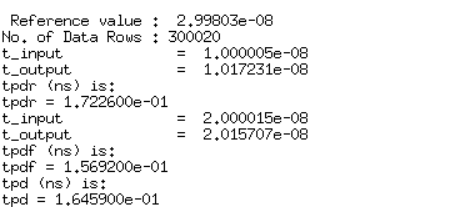 Reference value :  2.99803e-08
No. of Data Rows : 300020
t_input             =  1.000005e-08
t_output            =  1.017231e-08
tpdr (ns) is:
tpdr = 1.722600e-01
t_input             =  2.000015e-08
t_output            =  2.015707e-08
tpdf (ns) is:
tpdf = 1.569200e-01
tpd (ns) is:
tpd = 1.645900e-01